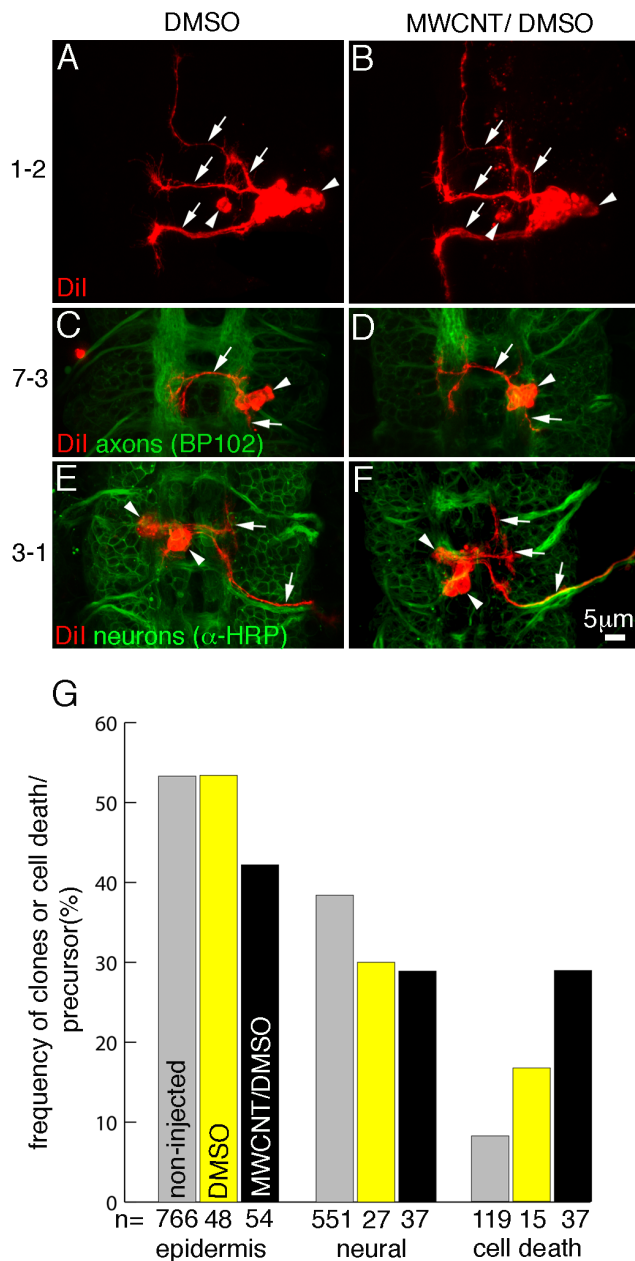 DMSO MWCNT/ DMSO
A B
1-2
DiI
C D
7-3
DiI axons (BP102)
E F
3-1
DiI neurons (α-HRP)
5μm
G
frequency of clones or cell death/
precursor(%)
60
50
40
30
20
10
0
non-injected
DMSO
MWCNT/DMSO
n= 766 48 54 551 27 37 119 15 37
epidermis neural cell death